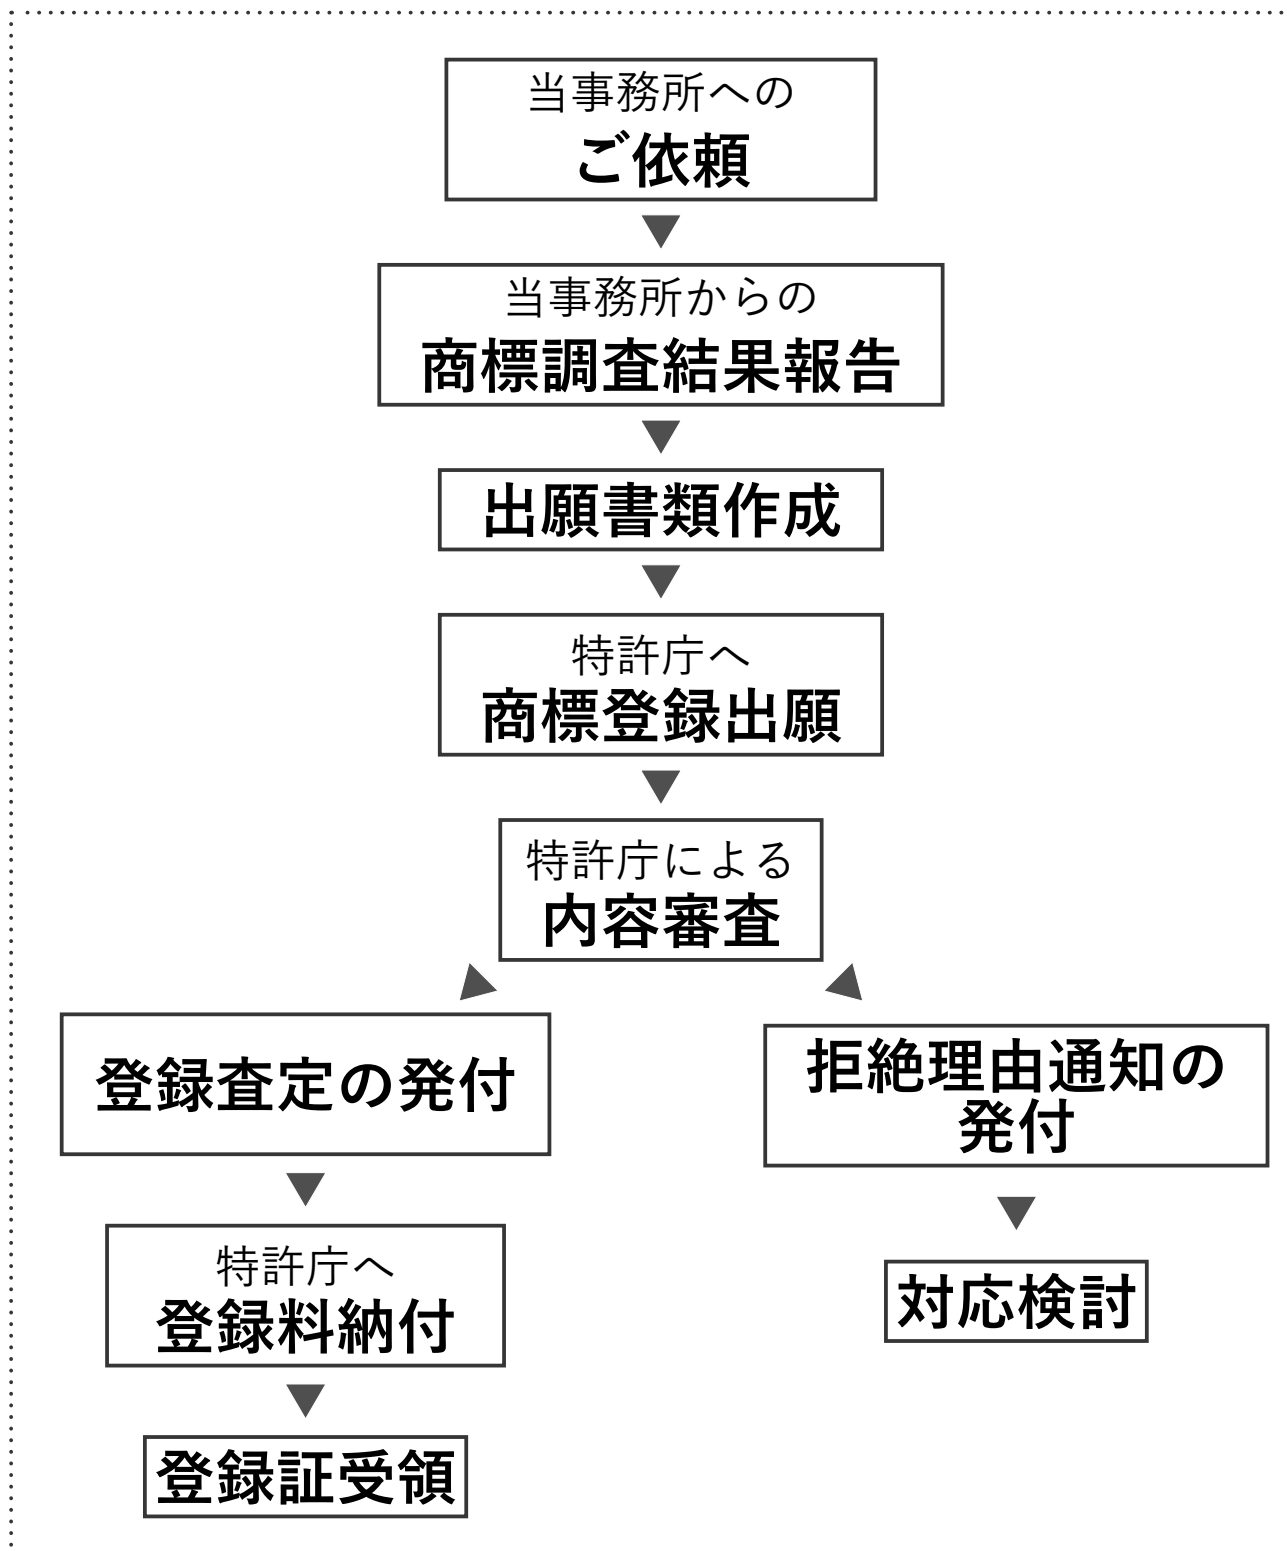 当事務所への
ご依頼
当事務所からの
商標調査結果報告
出願書類作成
特許庁へ
商標登録出願
特許庁による
内容審査
登録査定の発付
特許庁へ
登録料納付
登録証受領
拒絶理由通知の
発付
対応検討